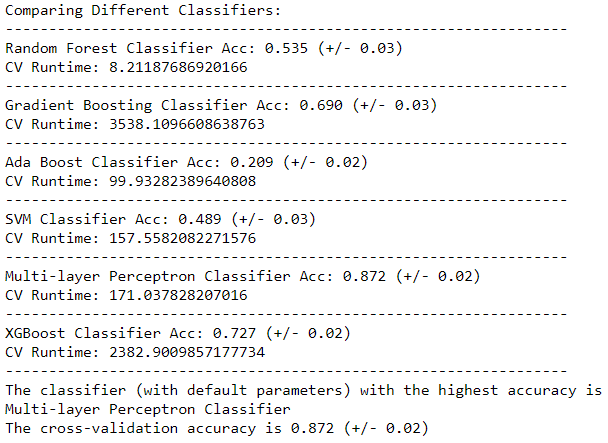 Comparing Different Classifiers:
--------------------------------------------------------------------
Random Forest Classifier Acc: 0.535 (+/- 0.03)
CV Runtime: 8.21187686920166
--------------------------------------------------------------------
Gradient Boosting Classifier Acc: 0.690 (+/- 0.03)
CV Runtime: 3538.1096608638763
--------------------------------------------------------------------
Ada Boost Classifier Acc: 0.209 (+/- 0.02)
CV Runtime: 99.93282389640808
--------------------------------------------------------------------
SVM Classifier Acc: 0.489 (+/- 0.03)
CV Runtime: 157.5582082271576
--------------------------------------------------------------------
Multi-layer Perceptron Classifier Acc: 0.872 (+/- 0.02)
CV Runtime: 171.037828207016
--------------------------------------------------------------------
XGBoost Classifier Acc: 0.727 (+/- 0.02)
CV Runtime: 2382.9009857177734
--------------------------------------------------------------------
The classifier (with default parameters) with the highest accuracy is
Multi-layer Perceptron Classifier
The cross-validation accuracy is 0.872 (+/- 0.02)